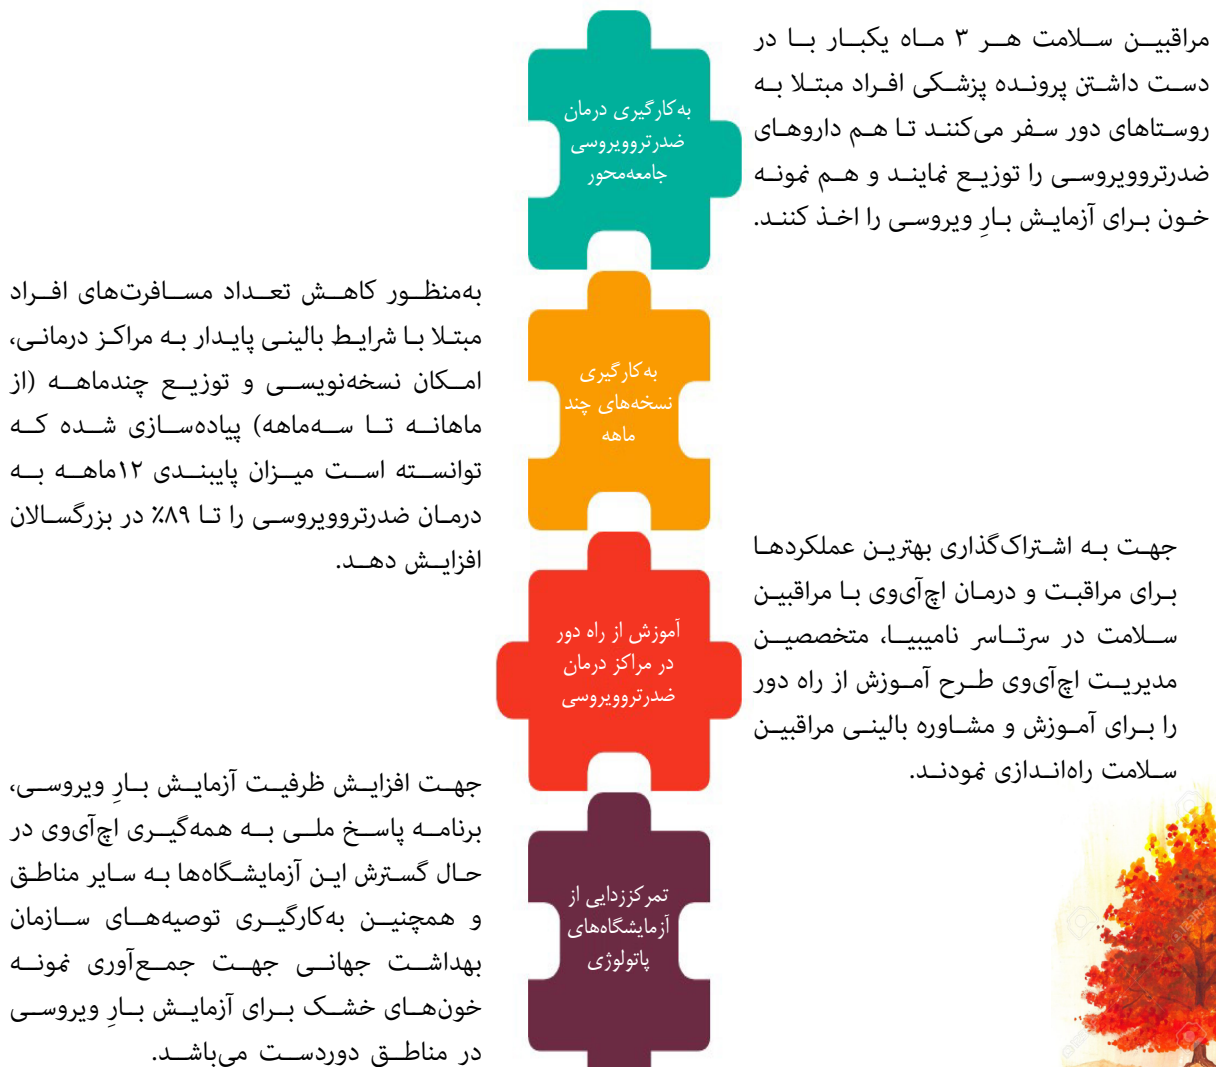 مراقبین سلامت هر ۳ ماه یکبار با در
دست داشتن پرونده پزشکی افراد مبتلا به
روستاهای دور سفر می‌کنند تا هم داروهای
ضدرتروویروسی را توزیع نمایند و هم نمونه
خون برای آزمایش بارِ ویروسی را اخذ کنند.
به‌کارگیری درمان
ضدرتروویروسی
جامعه‌محور
به‌منظور کاهش تعداد مسافرت‌های افراد
مبتلا با شرایط بالینی پایدار به مراکز درمانی،
امکان نسخه‌نویسی و توزیع چندماهه (از
ماهانه تا سه‌ماهه) پیاده‌سازی شده که
توانسته است میزان پایبندی ۱۲ماهه به
درمان ضدرتروویروسی را تا ۸۹٪ در بزرگسالان
افزایش دهد.
به‌کارگیری
نسخه‌های چند
ماهه
جهت به اشتراک‌گذاری بهترین عملکردها
برای مراقبت و درمان اچ‌آی‌وی با مراقبین
سلامت در سرتاسر نامیبیا، متخصصین
مدیریت اچ‌آی‌وی طرح آموزش از راه دور
را برای آموزش و مشاوره بالینی مراقبین
سلامت راه‌اندازی نمودند.
آموزش از راه دور
در مراکز درمان
ضدرتروویروسی
جهت افزایش ظرفیت آزمایش بارِ ویروسی،
برنامه پاسخ ملی به همه‌گیری اچ‌آی‌وی در
حال گسترش این آزمایشگاه‌ها به سایر مناطق
و همچنین به‌کارگیری توصیه‌های سازمان
بهداشت جهانی جهت جمع‌آوری نمونه
خون‌های خشک برای آزمایش بارِ ویروسی
در مناطق دوردست می‌باشد.
تمرکززدایی از
آزمایشگاه‌های
پاتولوژی